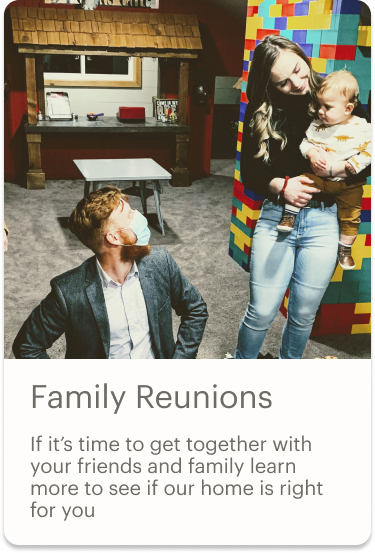 Family Reunions
If it's time to get together with
your friends and family learn
more to see if our home is right
for you